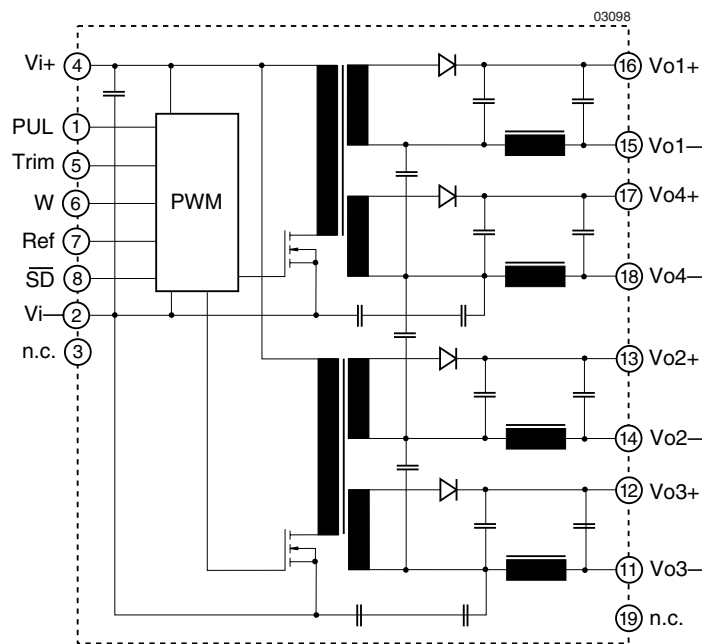 03098
Vi+ 4
PUL 1
Trim 5
W 6
Ref 7
SD 8
Vi— 2
n.c. 3
PWM
16 Vo1+
15 Vo1—
17 Vo4+
18 Vo4—
13 Vo2+
14 Vo2—
12 Vo3+
11 Vo3—
19 n.c.